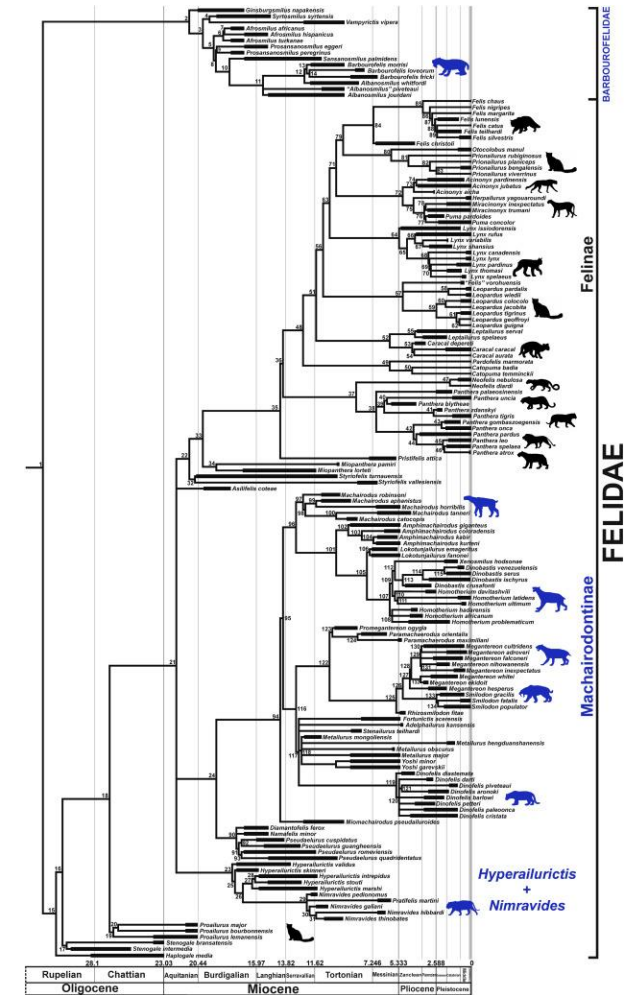 Ginsburgsmilus napakensis
Syrtosmilus syrtensis
Vampyrictis vipera
Afrosmilus africanus
Afrosmilus hispanicus
Afrosmilus turkanae
Prosansanosmilus eggeri
Prosansanosmilus peregrinus
Sansanosmilus palmidens
Barbourofelis morrisi
Barbourofelis loveorum
Barbourofelis fricki
Albanosmilus whitfordi
"Albanosmilus" piveteaui
Albanosmilus jourdani
BARBOUROFELIDAE
Felis chaus
Felis nigripes
Felis margarita
Felis lunensis
Felis catus
Felis teilhardi
Felis silvestris
Felis christoli
Otocolobus manul
Prionailurus rubiginosus
Prionailurus planiceps
Prionailurus bengalensis
Prionailurus viverrinus
Acinonyx pardinensis
Acinonyx jubatus
Acinonyx aicha
Herpailurus yagouaroundi
Miracinonyx inexpectatus
Miracinonyx trumani
Puma pardoides
Puma concolor
Lynx issiodorensis
Lynx rufus
Lynx variabilis
Lynx shansius
Lynx canadensis
Lynx lynx
Lynx pardinus
Lynx thomasi
Lynx spelaeus
"Felis" vorohuensis
Leopardus pardalis
Leopardus wiedii
Leopardus colocolo
Leopardus jacobita
Leopardus tigrinus
Leopardus geoffroyi
Leopardus guigna
Leptailurus serval
Leptailurus spelaeus
Caracal depereti
Caracal caracal
Caracal aurata
Pardofelis marmorata
Catopuma badia
Catopuma temminckii
Neofelis nebulosa
Neofelis diardi
Panthera palaeosinensis
Panthera uncia
Panthera blytheae
Panthera zdanskyi
Panthera tigris
Panthera gombaszoegensis
Panthera onca
Panthera pardus
Panthera leo
Panthera spelaea
Panthera atrox
Felinae
Pristifelis attica
Miopanthera pamiri
Miopanthera lorteti
Styriofelis turnauensis
Styriofelis vallesiensis
Asilifelis coteae
FELIDAE
Machairodus robinsoni
Machairodus aphanistus
Machairodus horribilis
Machairodus tanneri
Machairodus catocopis
Amphimachairodus giganteus
Amphimachairodus coloradensis
Amphimachairodus kabir
Amphimachairodus kurteni
Lokotunjailurus emageritus
Lokotunjailurus fanonei
Xenosmilus hodsonae
Dinobastis venezuelensis
Dinobastis serus
Dinobastis ischyrus
Dinobastis crusafonti
Homotherium davitashvili
Homotherium latidens
Homotherium ultimum
Homotherium hadarensis
Homotherium africanum
Homotherium problematicum
Promegantereon ogygia
Paramachaerodus orientalis
Paramachaerodus maximiliani
Megantereon cultridens
Megantereon adroveri
Megantereon falconeri
Megantereon nihowanensis
Megantereon inexpectatus
Megantereon whitei
Megantereon ekidoit
Megantereon hesperus
Smilodon gracilis
Smilodon fatalis
Smilodon populator
Rhizosmilodon fiteae
Fortunictis acerensis
Adelphailurus kansensis
Stenailurus teilhardi
Metailurus hengduanshanensis
Metailurus mongoliensis
Metailurus obscurus
Metailurus major
Yoshi minor
Yoshi garevskii
Dinofelis diastemata
Dinofelis darti
Dinofelis piveteaui
Dinofelis aronoki
Dinofelis barlowi
Dinofelis petteri
Dinofelis paleoonca
Dinofelis cristata
Miomachairodus pseudailuroides
Machairodontinae
Diamantofelis ferox
Namafelis minor
Pseudaelurus cuspidatus
Pseudaelurus guangheensis
Pseudaelurus romeviensis
Pseudaelurus quadridentatus
Hyperailurictis validus
Hyperailurictis skinneri
Hyperailurictis intrepidus
Hyperailurictis stouti
Hyperailurictis marshi
Nimravides pedionomus
Pratifelis martini
Nimravides galiani
Nimravides hibbardi
Nimravides thinobates
Hyperailurictis
+
Nimravides
Proailurus major
Proailurus bourbonnensis
Proailurus lemanensis
Stenogale bransatensis
Stenogale intermedia
Haplogale media
28.1 23.03 20.44 15.97 13.82 11.62 7.246 5.333 2.588 0
Rupelian Chattian Aquitanian Burdigalian Langhian Serravallian Tortonian Messinian Zanclean
Oligocene Miocene Pliocene Pleistocene